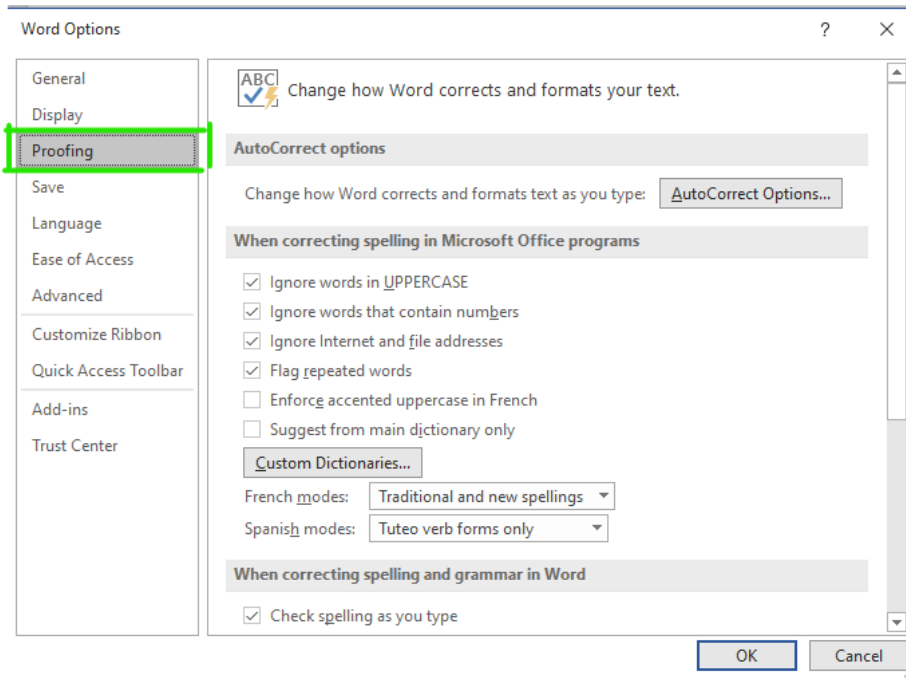 Word Options ? ×
General
Display
Proofing
Save
Language
Ease of Access
Advanced
Customize Ribbon
Quick Access Toolbar
Add-ins
Trust Center
ABC
Change how Word corrects and formats your text.
AutoCorrect options
Change how Word corrects and formats text as you type: AutoCorrect Options...
When correcting spelling in Microsoft Office programs
Ignore words in UPPERCASE
Ignore words that contain numbers
Ignore Internet and file addresses
Flag repeated words
Enforce accented uppercase in French
Suggest from main dictionary only
Custom Dictionaries...
French modes: Traditional and new spellings
Spanish modes: Tuteo verb forms only
When correcting spelling and grammar in Word
Check spelling as you type
OK Cancel